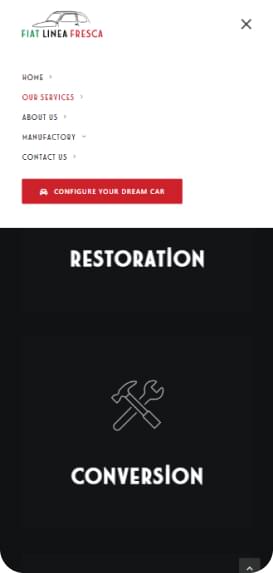 FIAT LINEA FRESCA
HOME
OUR SERVICES
ABOUT US
MANUFACTORY
CONTACT US
CONFIGURE YOUR DREAM CAR
RESTORATION
CONVERSION